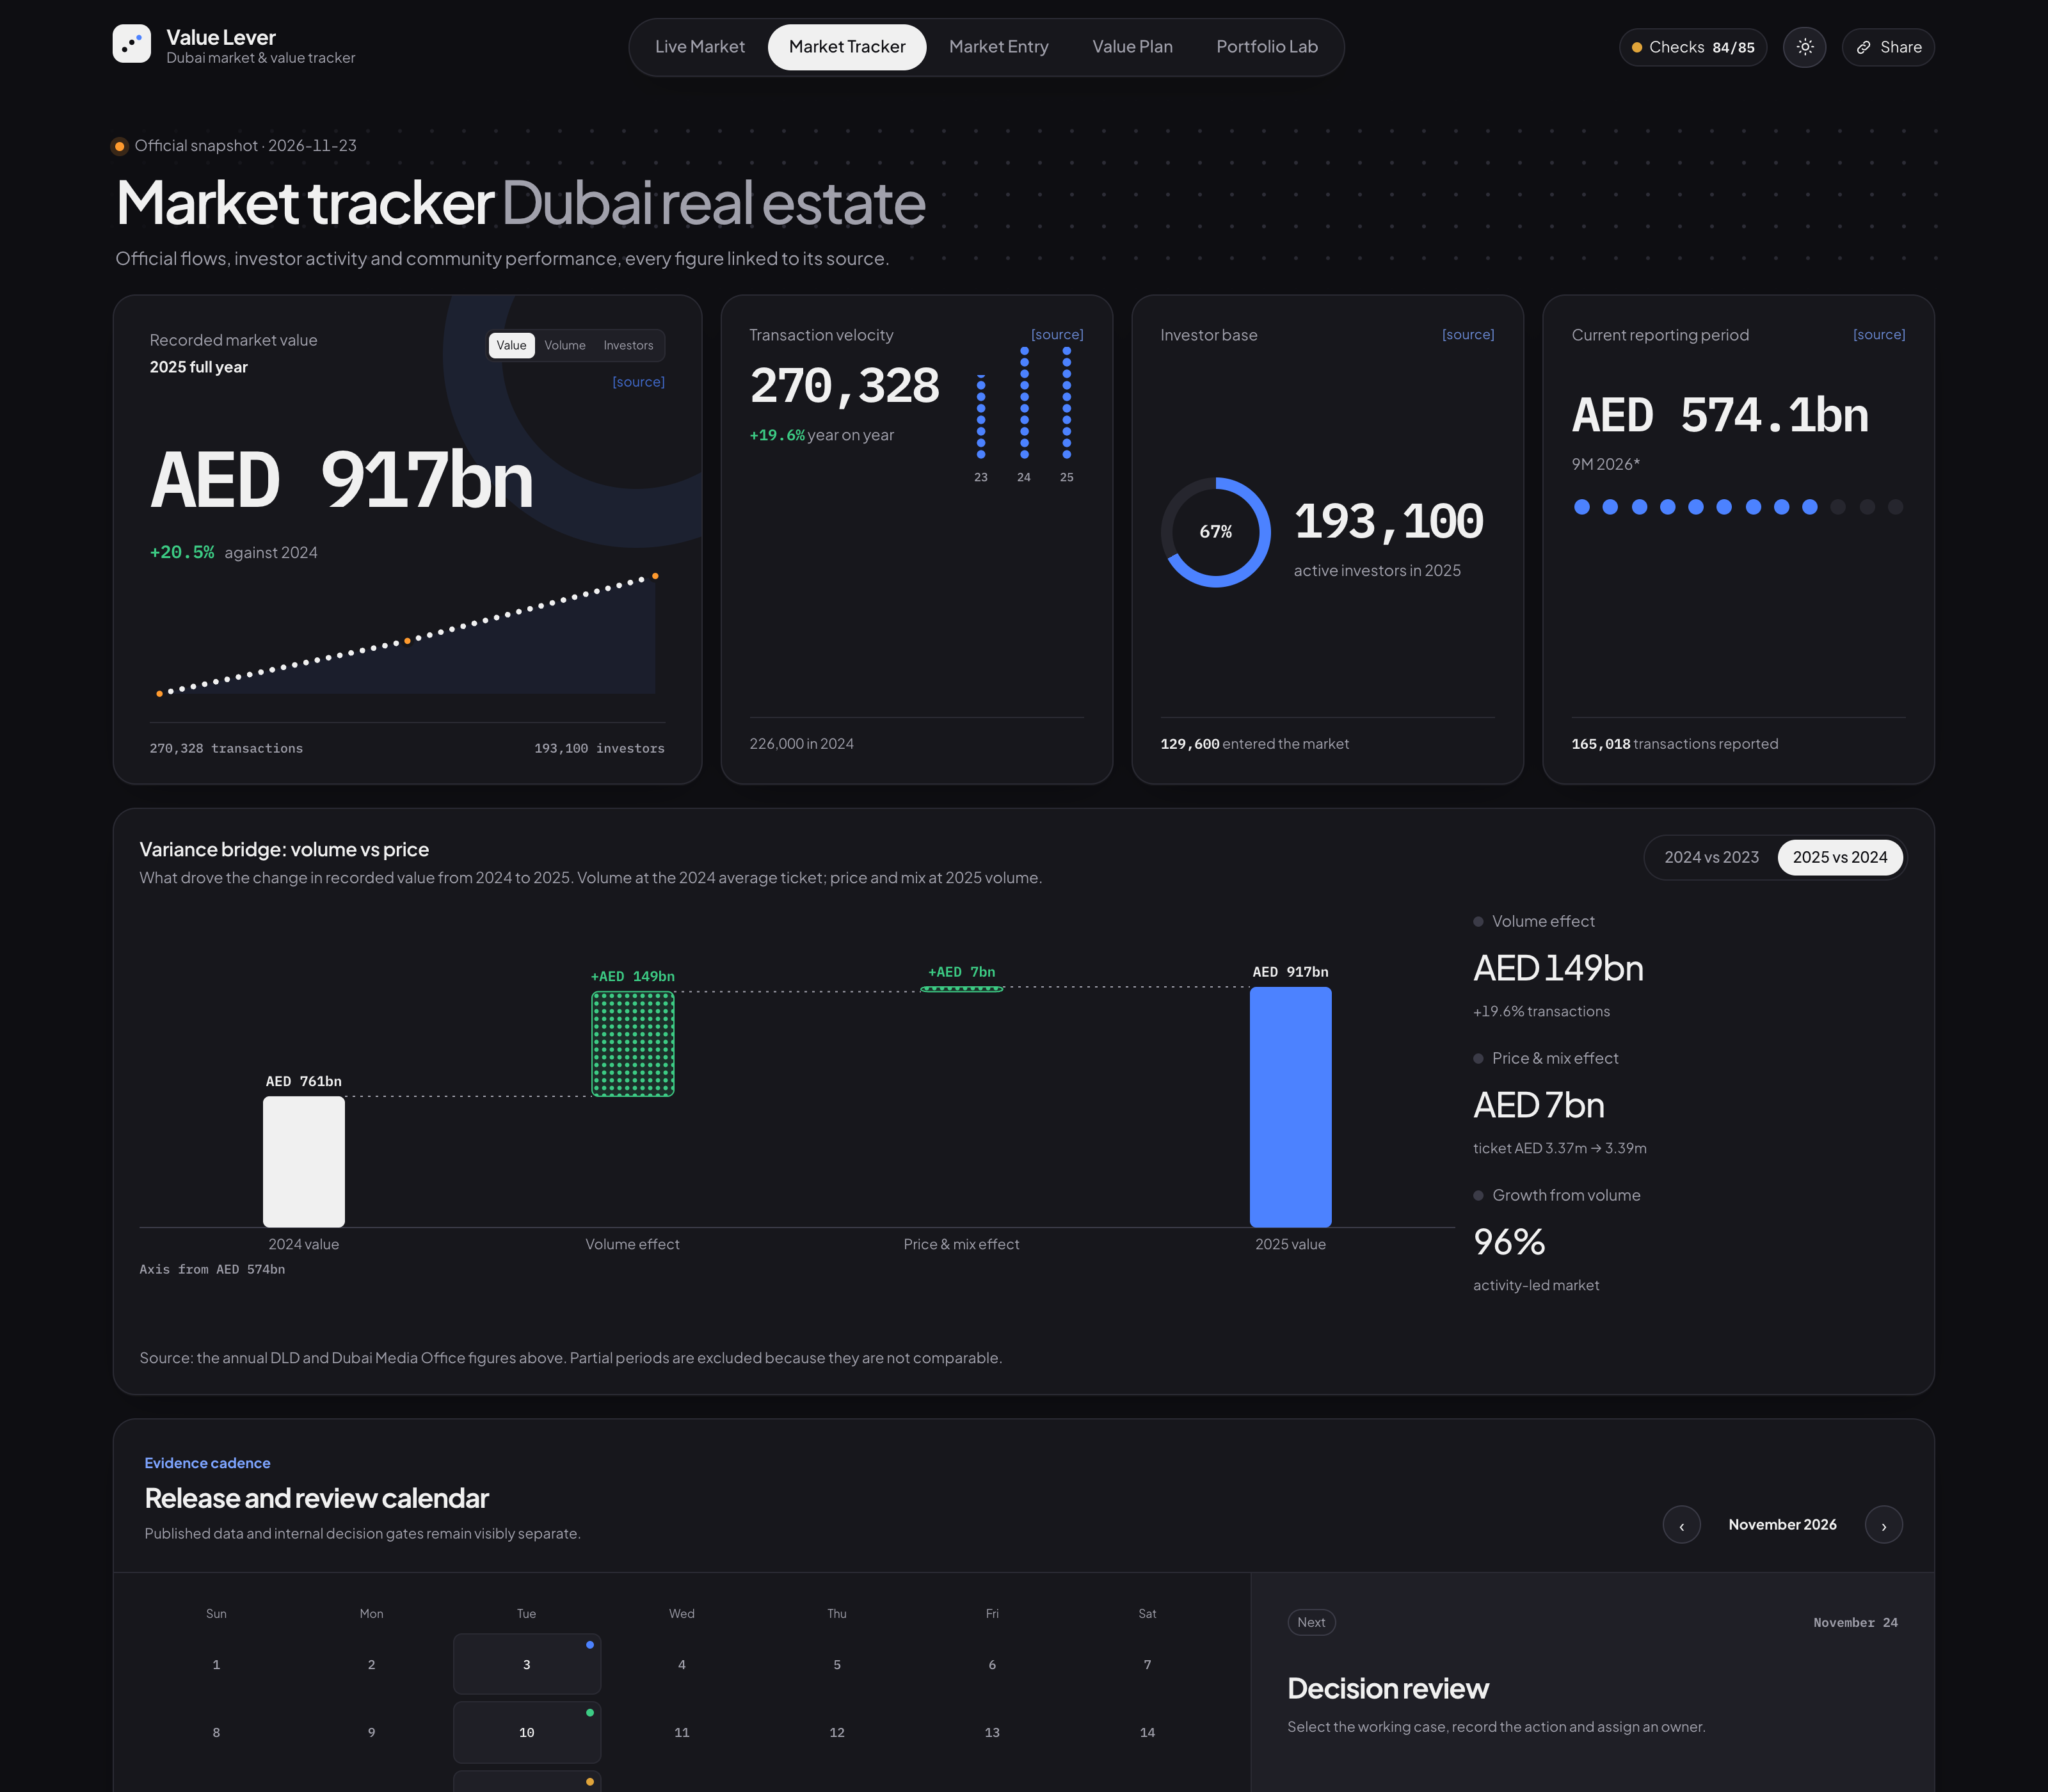 Value Lever
Dubai market & value tracker
Live Market
Market Tracker
Market Entry
Value Plan
Portfolio Lab
Checks 84/85
Share
Official snapshot · 2026-11-23
Market tracker Dubai real estate
Official flows, investor activity and community performance, every figure linked to its source.
Recorded market value
2025 full year
Value
Volume
Investors
[source]
AED 917bn
+20.5% against 2024
270,328 transactions
193,100 investors
Transaction velocity
[source]
270,328
+19.6% year on year
23
24
25
226,000 in 2024
Investor base
[source]
67%
193,100
active investors in 2025
129,600 entered the market
Current reporting period
[source]
AED 574.1bn
9M 2026*
165,018 transactions reported
Variance bridge: volume vs price
What drove the change in recorded value from 2024 to 2025. Volume at the 2024 average ticket; price and mix at 2025 volume.
2024 vs 2023
2025 vs 2024
AED 761bn
+AED 149bn
+AED 7bn
AED 917bn
2024 value
Volume effect
Price & mix effect
2025 value
Axis from AED 574bn
Volume effect
AED 149bn
+19.6% transactions
Price & mix effect
AED 7bn
ticket AED 3.37m → 3.39m
Growth from volume
96%
activity-led market
Source: the annual DLD and Dubai Media Office figures above. Partial periods are excluded because they are not comparable.
Evidence cadence
Release and review calendar
Published data and internal decision gates remain visibly separate.
‹
November 2026
›
Sun Mon Tue Wed Thu Fri Sat
1 2 3 4 5 6 7
8 9 10 11 12 13 14
Next
November 24
Decision review
Select the working case, record the action and assign an owner.